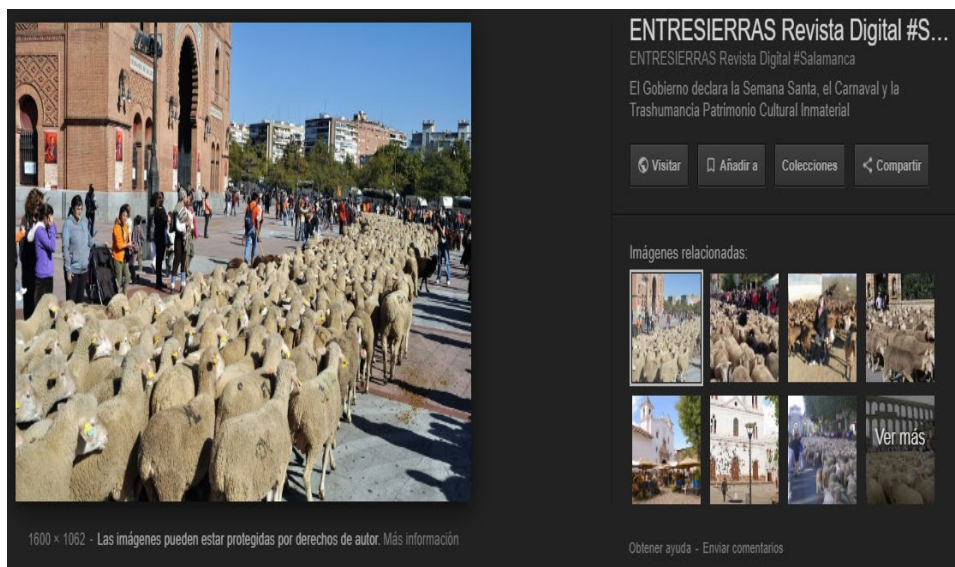 ENTRESIERRAS Revista Digital #S...
ENTRESIERRAS Revista Digital #Salamanca
El Gobierno declara la Semana Santa, el Carnaval y la
Trashumancia Patrimonio Cultural Inmaterial
Visitar
Añadir a
Colecciones
Compartir
Imágenes relacionadas:
Ver más
1600 × 1062 - Las imágenes pueden estar protegidas por derechos de autor. Más información
Obtener ayuda - Enviar comentarios